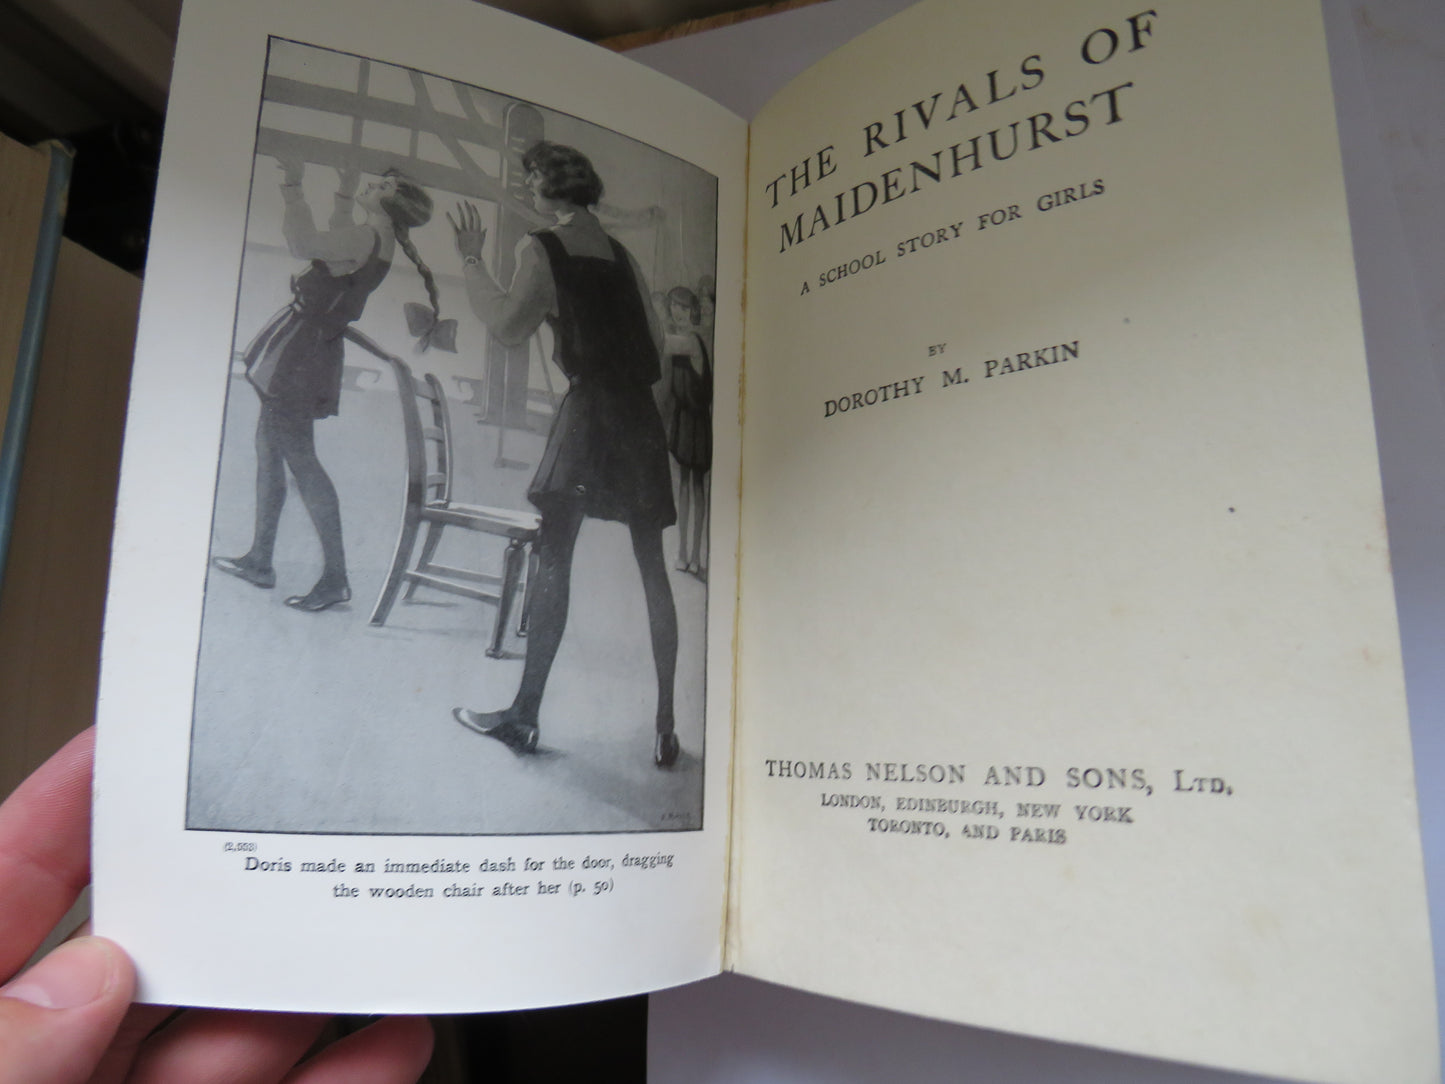 (2,553)
Doris made an immediate dash for the door, dragging
the wooden chair after her (p. 50)
THE RIVALS OF
MAIDENHURST
A SCHOOL STORY FOR GIRLS
BY
DOROTHY M. PARKIN
THOMAS NELSON AND SONS, LTD.
LONDON, EDINBURGH, NEW YORK
TORONTO, AND PARIS